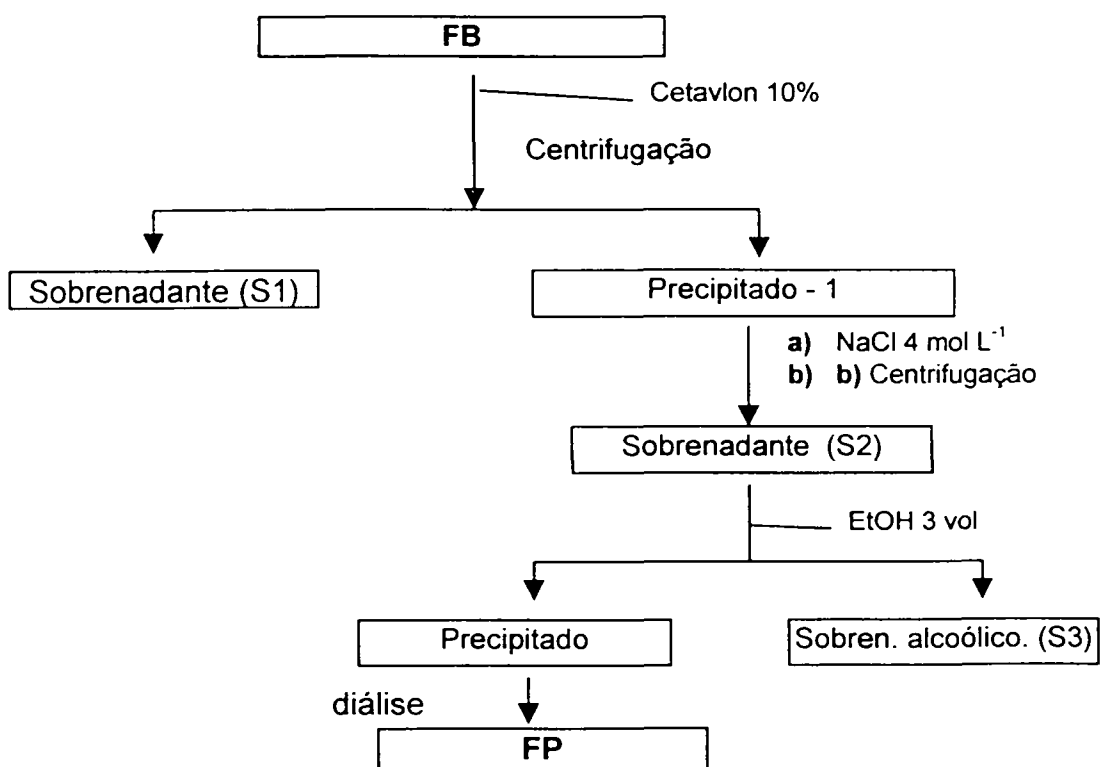 FB
Cetavlon 10%
Centrifugação
Sobrenadante (S1)
Precipitado - 1
a) NaCl 4 mol L⁻¹
b) b) Centrifugação
Sobrenadante (S2)
EtOH 3 vol
Precipitado
Sobren. alcoólico. (S3)
diálise
FP